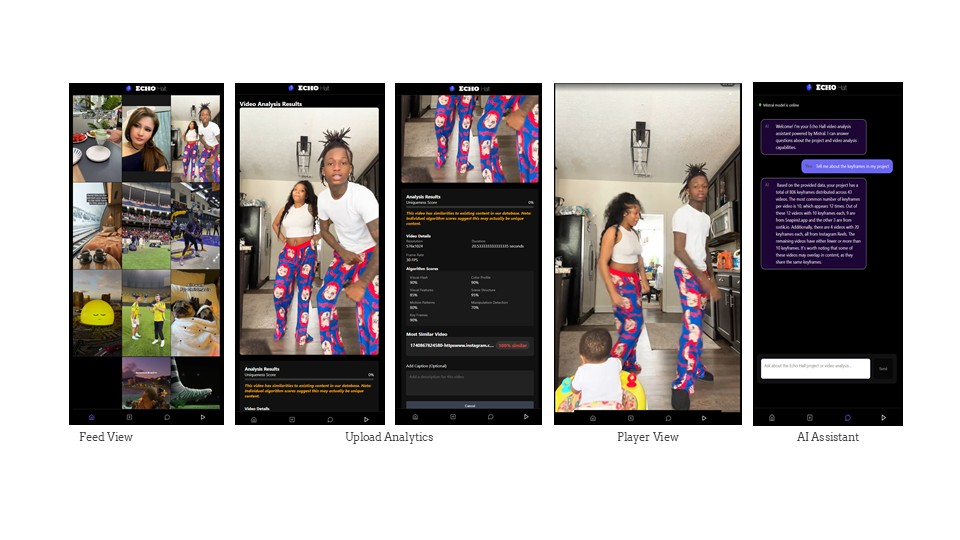 ECHO Hall
ECHO Hall
Video Analysis Results
Analysis Results
Uniqueness Score 0%
This video has similarities to existing content in our database. Note:
Individual algorithm scores suggest this may actually be unique
content.
Video Details
ECHO Hall
Analysis Results
Uniqueness Score 0%
This video has similarities to existing content in our database. Note:
Individual algorithm scores suggest this may actually be unique
content.
Video Details
Resolution Duration
576x1024
Frame Rate
30 FPS
Algorithm Scores
Visual Hash Color Profile
90% 90%
Visual Features Scene Structure
85% 95%
Motion Patterns Manipulation Detection
80% 70%
Key Frames
90%
Most Similar Video
1740867824580-httpswww.instagram.c... 100% similar
Add Caption (Optional)
Add a description for this video
Cancel
ECHO Hall
Mistral model is online
AI Welcome! I'm your Echo Hall video analysis
assistant powered by Mistral. I can answer
questions about the project and video analysis
capabilities.
Tell me about the keyframes in my project
AI Based on the provided data, your project has a
total of 806 keyframes distributed across 43
videos. The most common number of keyframes
per video is 10, which appears 12 times. Out of
these 12 videos with 10 keyframes each, 9 are
from Snapinst.app and the other 3 are from
ssstik.io. Additionally, there are 4 videos with 20
keyframes each, all from Instagram Reels. The
remaining videos have either fewer or more than
10 keyframes. It's worth noting that some of
these videos may overlap in content, as they
share the same keyframes.
Ask about the Echo Hall project or video analysis...
Send
Feed View
Upload Analytics
Player View
AI Assistant